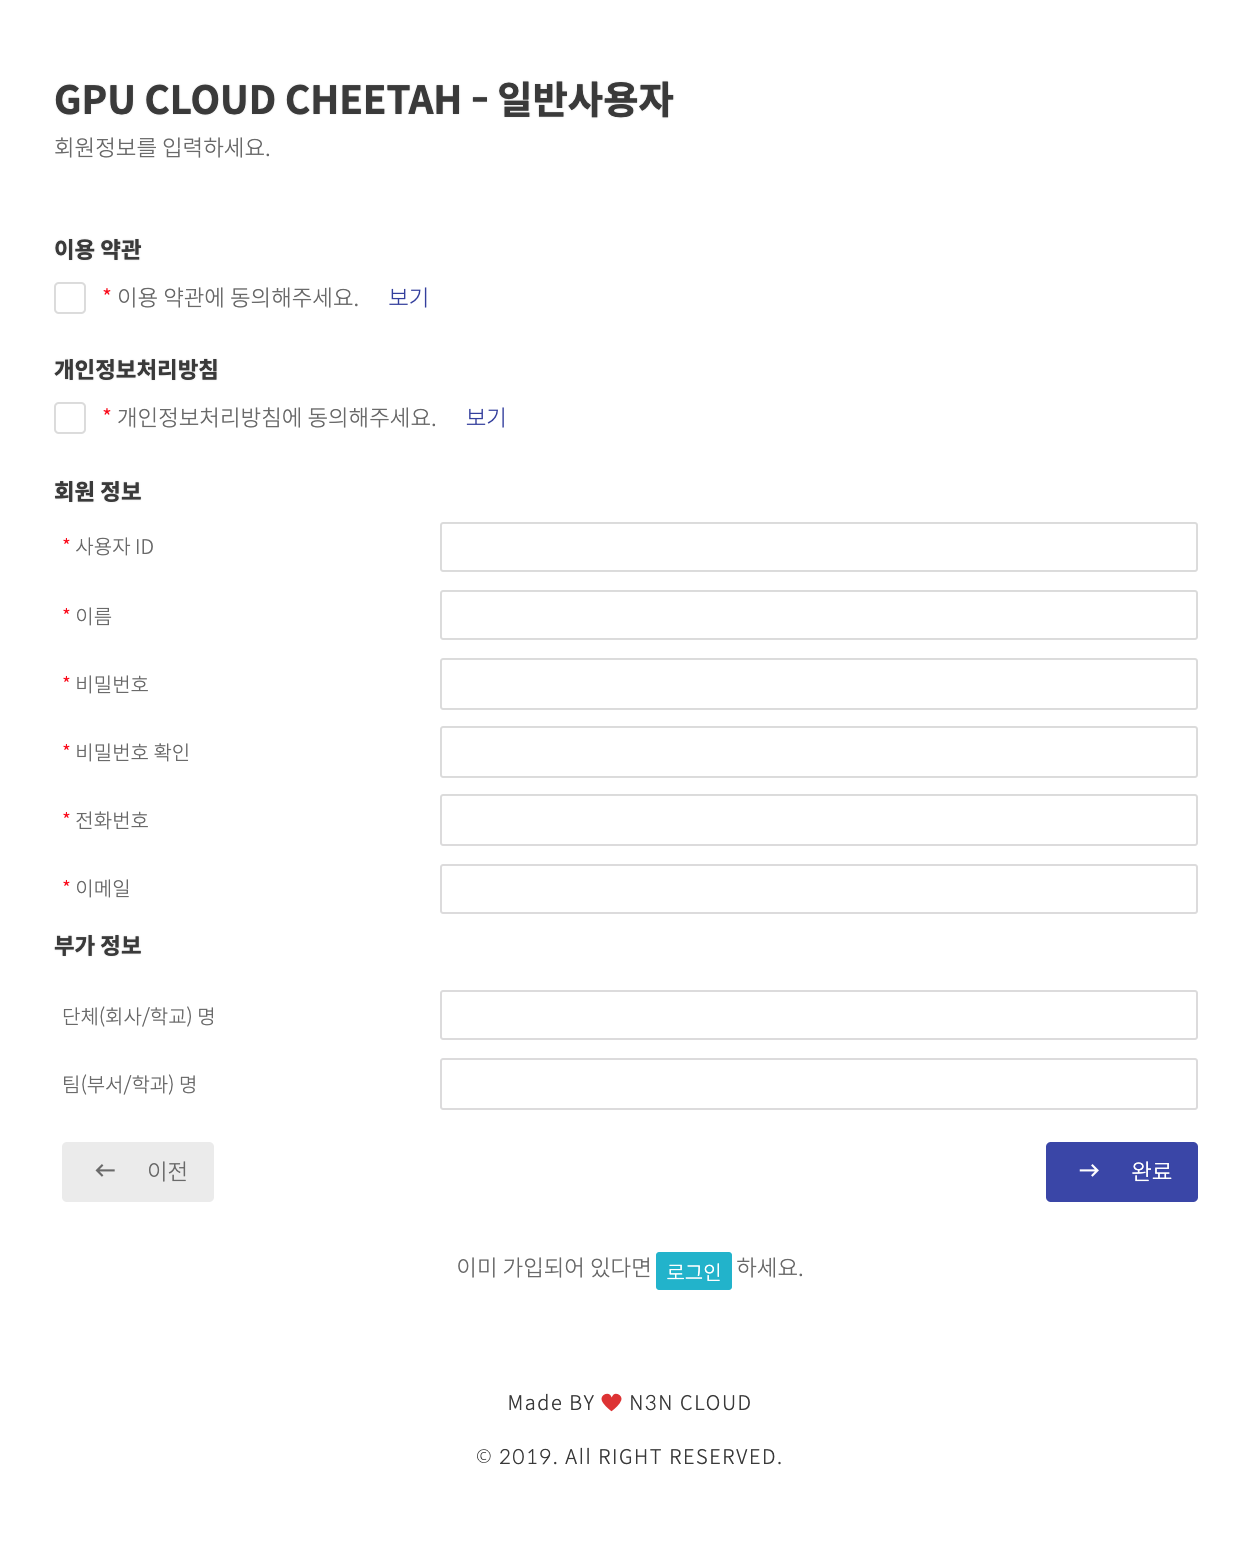 GPU CLOUD CHEETAH - 일반사용자
회원정보를 입력하세요.
이용 약관
* 이용 약관에 동의해주세요. 보기
개인정보처리방침
* 개인정보처리방침에 동의해주세요. 보기
회원 정보
* 사용자 ID
* 이름
* 비밀번호
* 비밀번호 확인
* 전화번호
* 이메일
부가 정보
단체(회사/학교) 명
팀(부서/학과) 명
← 이전 → 완료
이미 가입되어 있다면 로그인 하세요.
Made BY ❤ N3N CLOUD
© 2019. All RIGHT RESERVED.